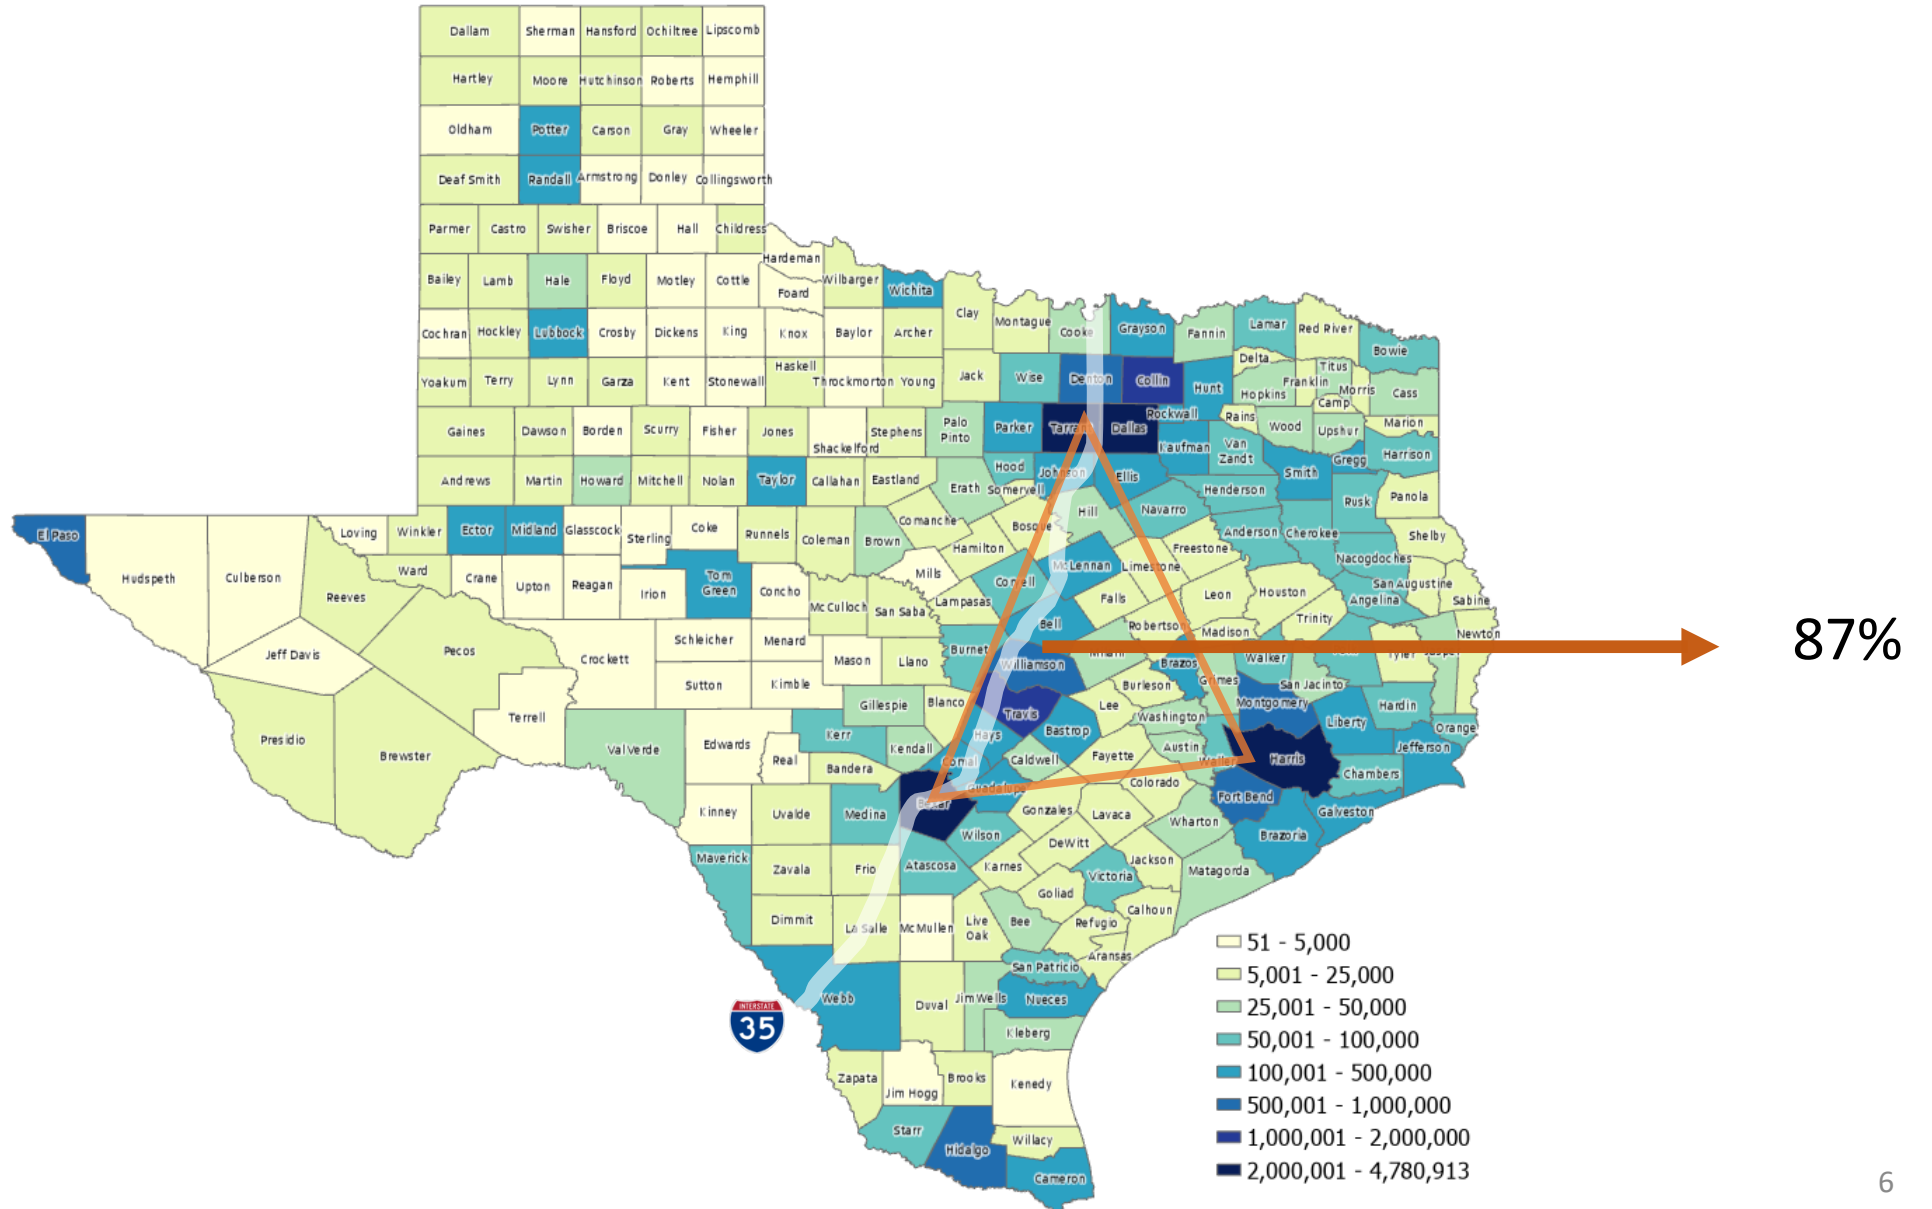 Dallam
Sherman
Hansford
Ochiltree
Lipscomb
Hartley
Moore
Hutchinson
Roberts
Hemphill
Oldham
Potter
Carson
Gray
Wheeler
Deaf Smith
Randall
Armstrong
Donley
Collingsworth
Parmer
Castro
Swisher
Briscoe
Hall
Childress
Hardeman
Bailey
Lamb
Hale
Floyd
Motley
Cottle
Foard
Wilbarger
Wichita
Cochran
Hockley
Lubbock
Crosby
Dickens
King
Knox
Baylor
Archer
Clay
Montague
Cooke
Grayson
Fannin
Lamar
Red River
Bowie
Yoakum
Terry
Lynn
Garza
Kent
Stonewall
Haskell
Throckmorton
Young
Jack
Wise
Denton
Collin
Hunt
Delta
Hopkins
Franklin
Titus
Morris
Camp
Cass
Gaines
Dawson
Borden
Scurry
Fisher
Jones
Shackelford
Stephens
Palo
Pinto
Parker
Tarrant
Dallas
Rockwall
Kaufman
Rains
Van
Zandt
Wood
Upshur
Marion
Harrison
Gregg
Smith
Andrews
Martin
Howard
Mitchell
Nolan
Taylor
Callahan
Eastland
Erath
Hood
Somervell
Johnson
Ellis
Henderson
Rusk
Panola
El Paso
Hudspeth
Culberson
Loving
Winkler
Ector
Midland
Glasscock
Sterling
Coke
Runnels
Coleman
Brown
Comanche
Hamilton
Bosque
Hill
Navarro
Freestone
Anderson
Cherokee
Nacogdoches
Shelby
Reeves
Ward
Crane
Upton
Reagan
Irion
Tom
Green
Concho
McCulloch
San Saba
Mills
Lampasas
Coryell
McLennan
Limestone
Falls
Leon
Houston
Angelina
San Augustine
Sabine
Jeff Davis
Pecos
Crockett
Schleicher
Menard
Mason
Llano
Burnet
Bell
Williamson
Milam
Robertson
Brazos
Madison
Grimes
Walker
Trinity
Tyler
Newton
87%
Presidio
Brewster
Terrell
Sutton
Kimble
Gillespie
Blanco
Travis
Burleson
Lee
Washington
Montgomery
San Jacinto
Liberty
Hardin
Orange
Jefferson
Val Verde
Edwards
Real
Kerr
Kendall
Bandera
Hays
Comal
Caldwell
Bastrop
Fayette
Austin
Waller
Harris
Chambers
Kinney
Uvalde
Medina
Bexar
Guadalupe
Gonzales
Lavaca
Colorado
Fort Bend
Wharton
Brazoria
Galveston
Maverick
Zavala
Frio
Atascosa
Wilson
Karnes
DeWitt
Victoria
Jackson
Matagorda
Dimmit
La Salle
McMullen
Live
Oak
Bee
Goliad
Refugio
Calhoun
Aransas
San Patricio
INTERSTATE
35
Webb
Duval
Jim Wells
Nueces
Kleberg
Zapata
Jim Hogg
Brooks
Kenedy
Starr
Hidalgo
Willacy
Cameron
51 - 5,000
5,001 - 25,000
25,001 - 50,000
50,001 - 100,000
100,001 - 500,000
500,001 - 1,000,000
1,000,001 - 2,000,000
2,000,001 - 4,780,913
6